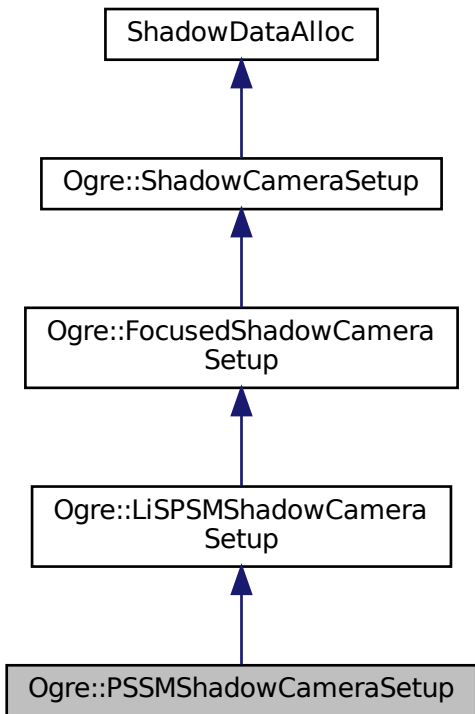 ShadowDataAlloc
Ogre::ShadowCameraSetup
Ogre::FocusedShadowCamera
Setup
Ogre::LiSPSMShadowCamera
Setup
Ogre::PSSMShadowCameraSetup